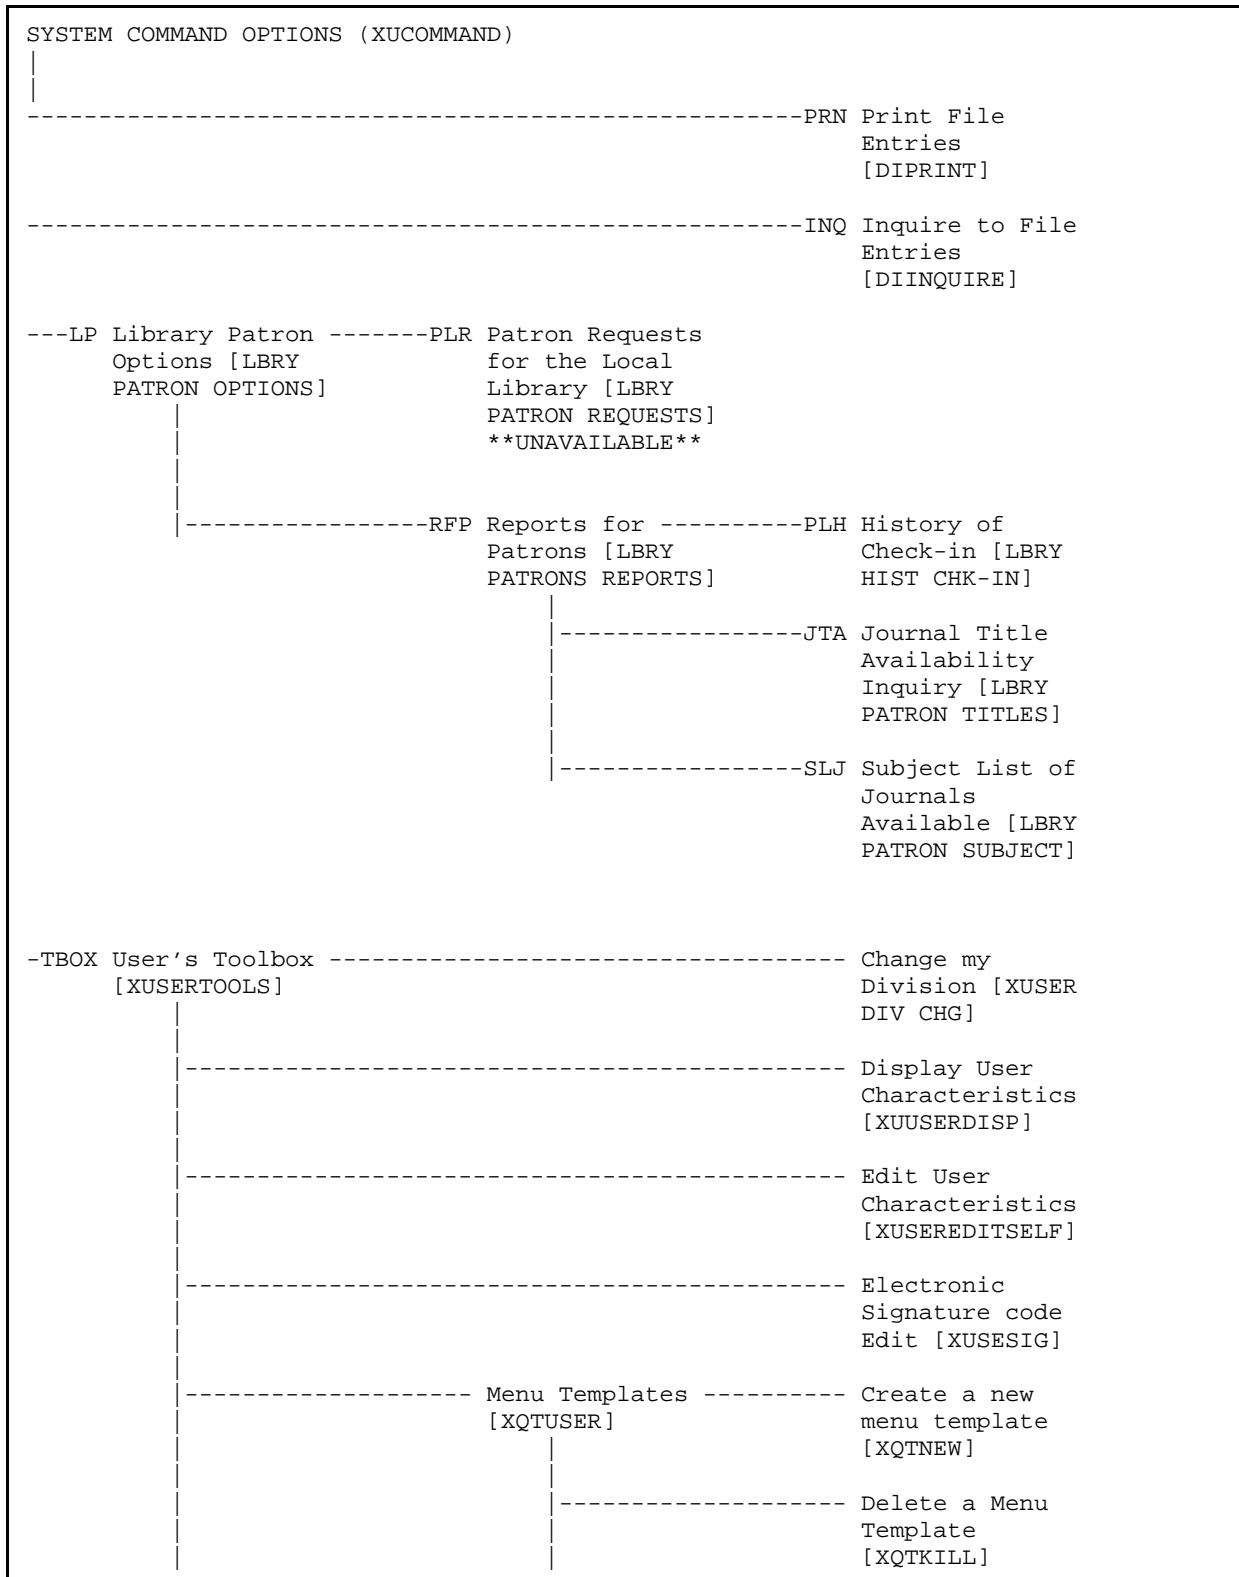 SYSTEM COMMAND OPTIONS (XUCOMMAND)
|
|
------------------------------------------------------PRN Print File
Entries
[DIPRINT]
------------------------------------------------------INQ Inquire to File
Entries
[DIINQUIRE]
---LP Library Patron -------PLR Patron Requests
Options [LBRY for the Local
PATRON OPTIONS] Library [LBRY
| PATRON REQUESTS]
| **UNAVAILABLE**
|
|
|-----------------RFP Reports for ----------PLH History of
Patrons [LBRY Check-in [LBRY
PATRONS REPORTS] HIST CHK-IN]
|
|-----------------JTA Journal Title
| Availability
| Inquiry [LBRY
| PATRON TITLES]
|
|-----------------SLJ Subject List of
Journals
Available [LBRY
PATRON SUBJECT]
-TBOX User's Toolbox ------------------------------------ Change my
[XUSERTOOLS] Division [XUSER
| DIV CHG]
|
|---------------------------------------------- Display User
| Characteristics
| [XUUSERDISP]
|
|---------------------------------------------- Edit User
| Characteristics
| [XUSEREDITSELF]
|
|---------------------------------------------- Electronic
| Signature code
| Edit [XUSESIG]
|
|-------------------- Menu Templates ---------- Create a new
| [XQTUSER] menu template
| | [XQTNEW]
| |
| |-------------------- Delete a Menu
| | Template
| | [XQTKILL]